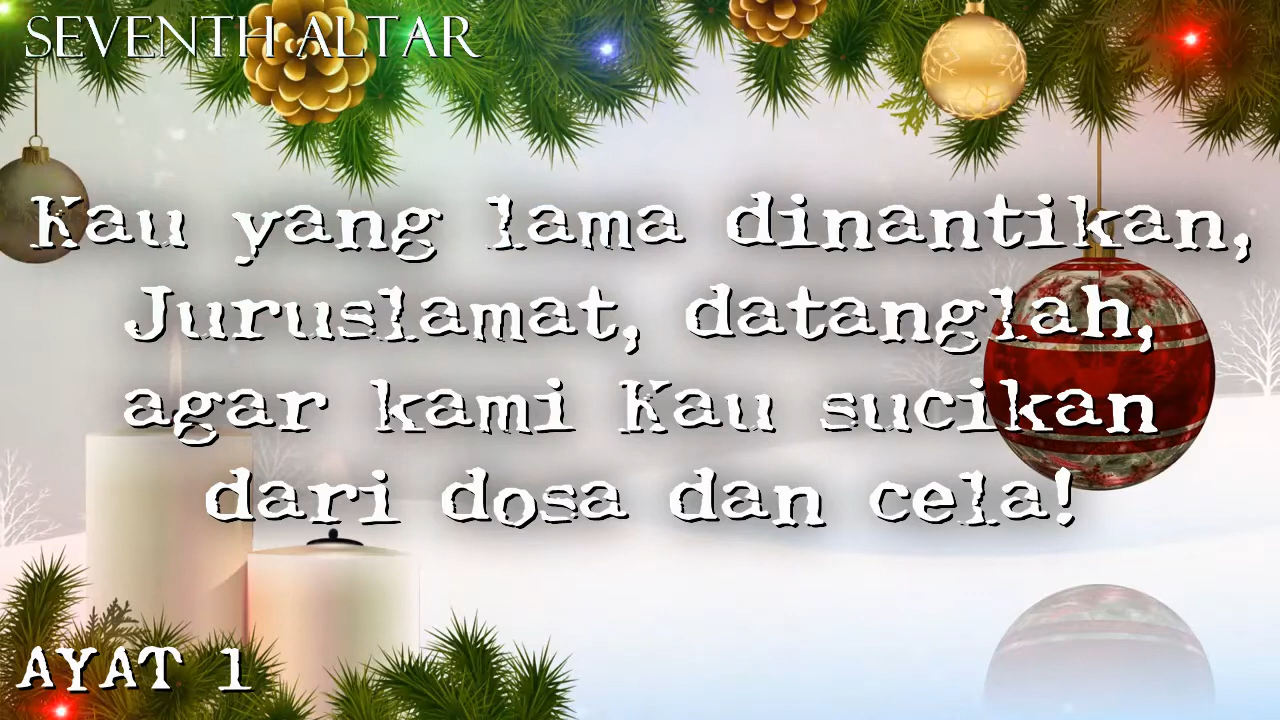 SEVENTH ALTAR
Kau yang lama dinantikan,
Juruslamat, datanglah,
agar kami Kau sucikan
dari dosa dan cela!
AYAT 1